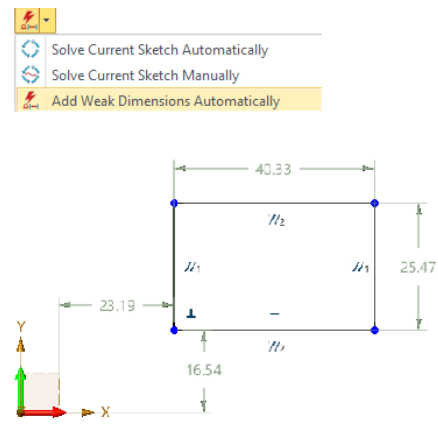 Solve Current Sketch Automatically
Solve Current Sketch Manually
Add Weak Dimensions Automatically
40.33
25.47
23.19
16.54
Y
X